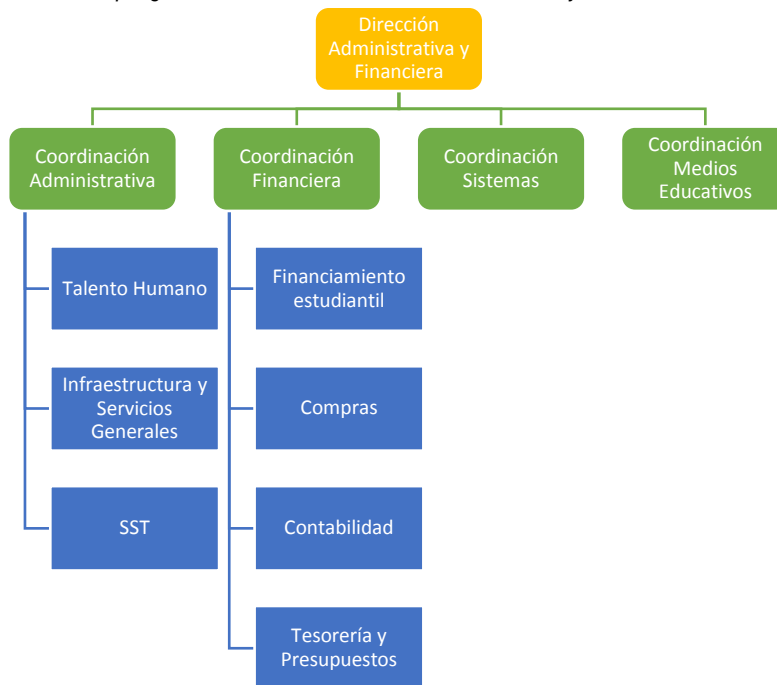 Dirección
Administrativa y
Financiera
Coordinación
Administrativa
Coordinación
Financiera
Coordinación
Sistemas
Coordinación
Medios
Educativos
Talento Humano
Infraestructura y
Servicios
Generales
SST
Financiamiento
estudiantil
Compras
Contabilidad
Tesorería y
Presupuestos